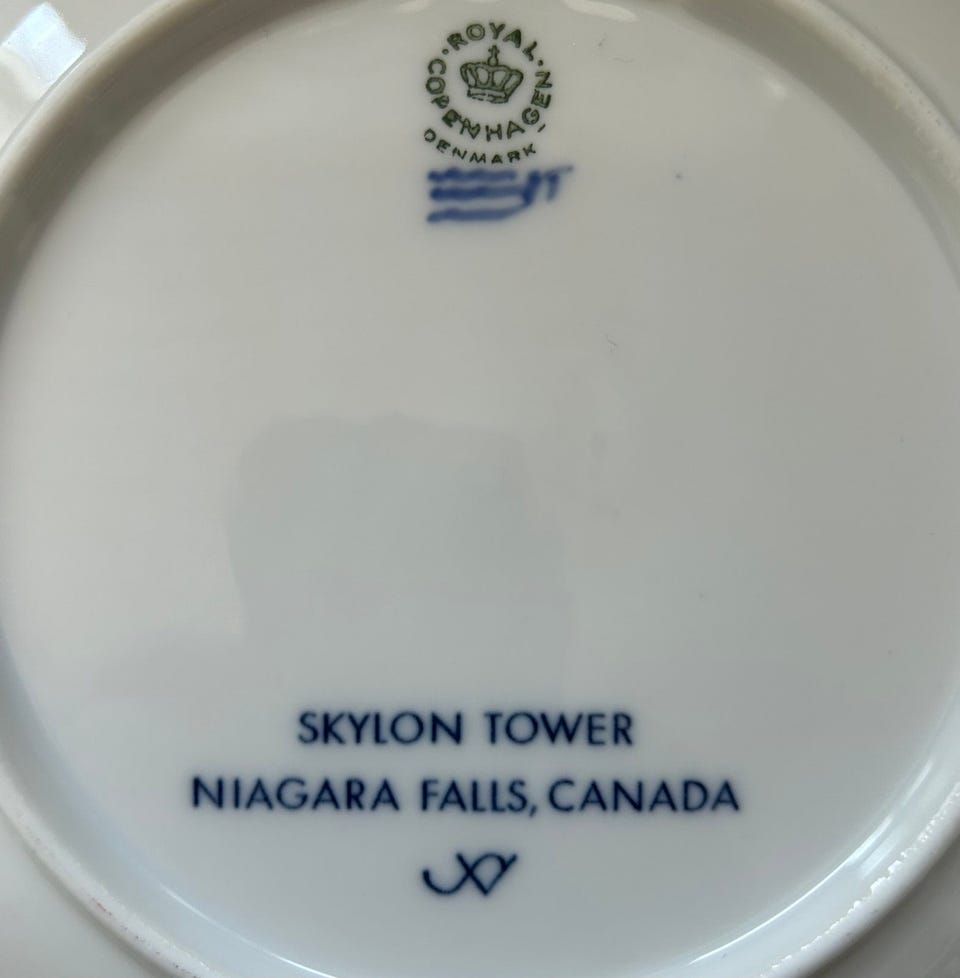 ROYAL
COPENHAGEN
DENMARK
SKYLON TOWER
NIAGARA FALLS, CANADA